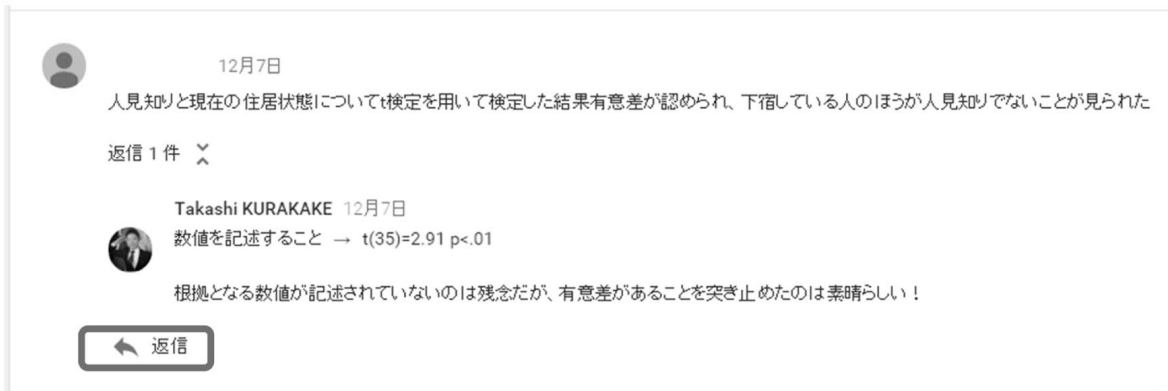 12月7日
人見知りと現在の住居状態についてt検定を用いて検定した結果有意差が認められ、下宿している人のほうが人見知りでないことが見られた
返信 1 件
Takashi KURAKAKE 12月7日
数値を記述すること → t(35)=2.91 p<.01
根拠となる数値が記述されていないのは残念だが、有意差があることを突き止めたのは素晴らしい！
返信